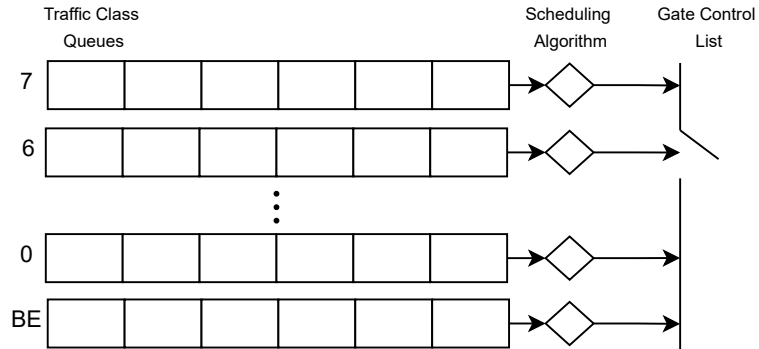 Traffic Class
Queues
Scheduling
Algorithm
Gate Control
List
7
6
0
BE